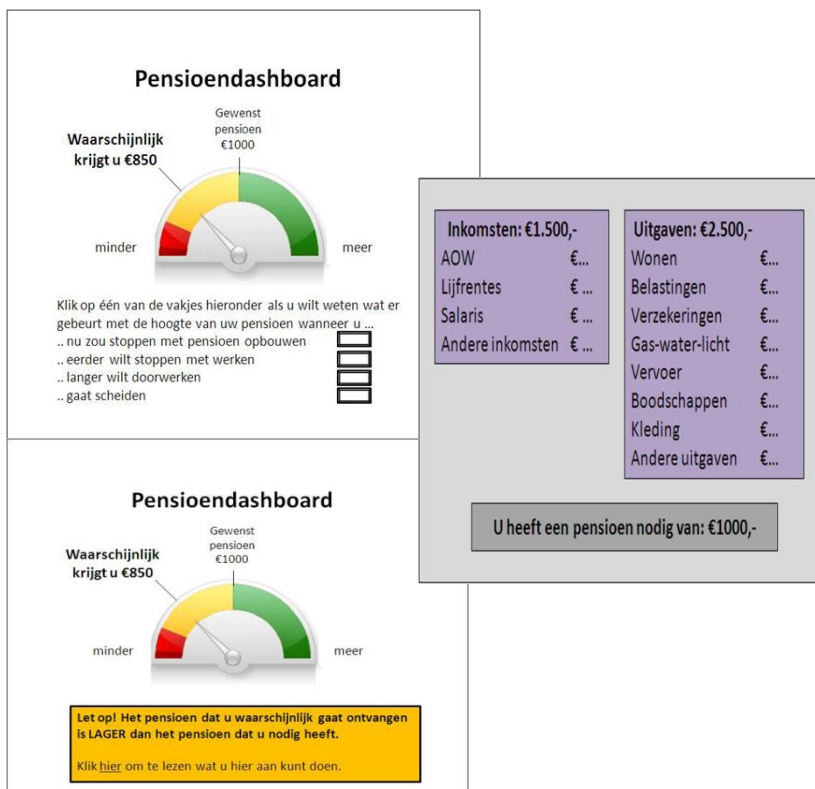 Pensioendashboard
Gewenst
pensioen
€1000
Waarschijnlijk
krijgt u €850
minder
meer
Klik op één van de vakjes hieronder als u wilt weten wat er
gebeurt met de hoogte van uw pensioen wanneer u ...
.. nu zou stoppen met pensioen opbouwen
.. eerder wilt stoppen met werken
.. langer wilt doorwerken
.. gaat scheiden
Inkomsten: €1.500,-
AOW €...
Lijfrentes € ...
Salaris € ...
Andere inkomsten € ...
Uitgaven: €2.500,-
Wonen €...
Belastingen €...
Verzekeringen €...
Gas-water-licht €...
Vervoer €...
Boodschappen €...
Kleding €...
Andere uitgaven €...
U heeft een pensioen nodig van: €1000,-
Pensioendashboard
Gewenst
pensioen
€1000
Waarschijnlijk
krijgt u €850
minder
meer
Let op! Het pensioen dat u waarschijnlijk gaat ontvangen
is LAGER dan het pensioen dat u nodig heeft.
Klik hier om te lezen wat u hier aan kunt doen.